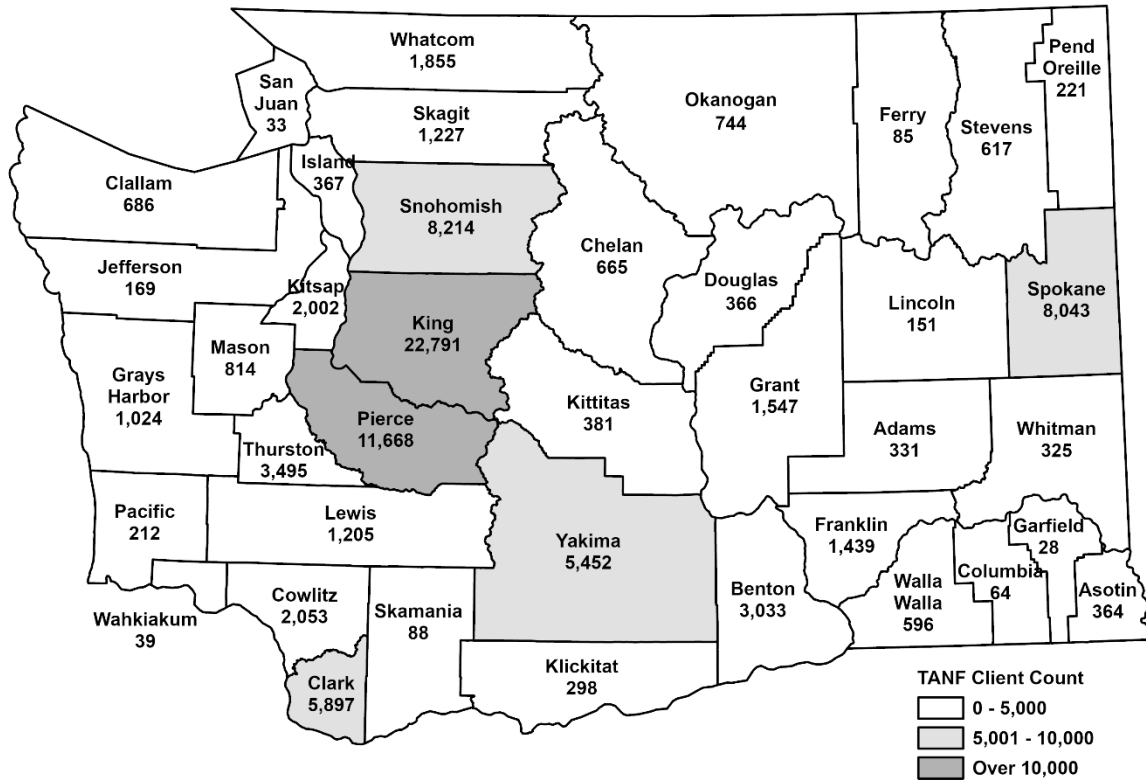 Whatcom
1,855
San
Juan
33
Skagit
1,227
Okanogan
744
Ferry
85
Stevens
617
Pend
Oreille
221
Island
367
Clallam
686
Snohomish
8,214
Chelan
665
Douglas
366
Jefferson
169
Kitsap
2,002
King
22,791
Lincoln
151
Spokane
8,043
Mason
814
Grays
Harbor
1,024
Pierce
11,668
Kittitas
381
Grant
1,547
Adams
331
Whitman
325
Thurston
3,495
Pacific
212
Lewis
1,205
Yakima
5,452
Franklin
1,439
Garfield
28
Benton
3,033
Walla
Walla
596
Columbia
64
Asotin
364
Wahkiakum
39
Cowlitz
2,053
Skamania
88
Clark
5,897
Klickitat
298
TANF Client Count
0 - 5,000
5,001 - 10,000
Over 10,000